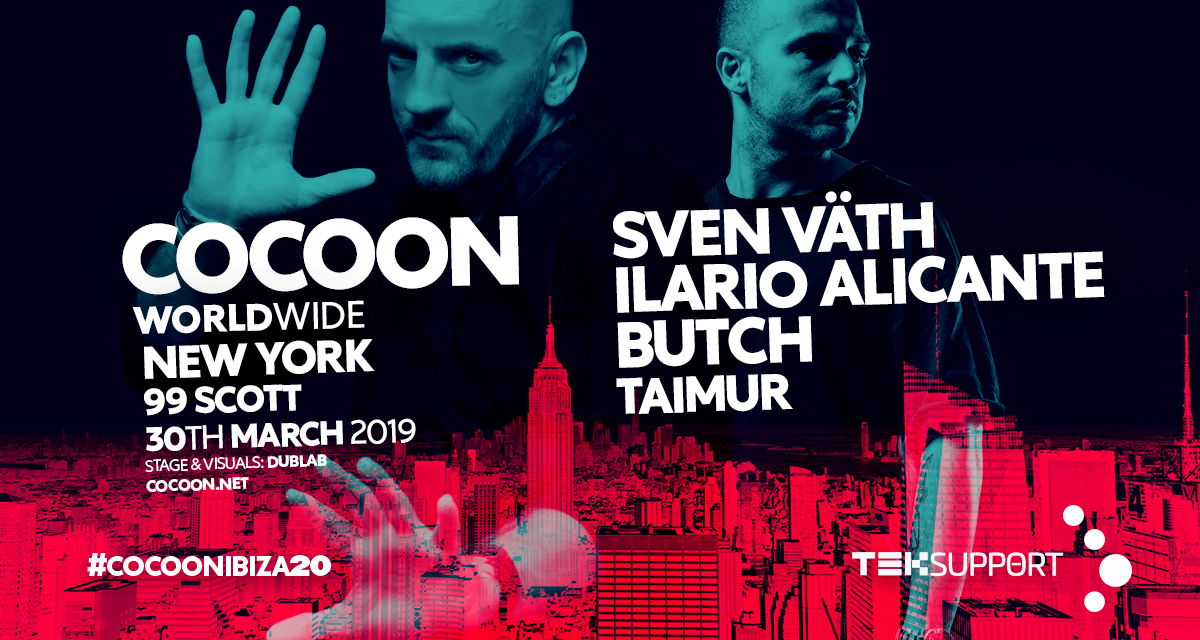 COCOON
WORLDWIDE
NEW YORK
99 SCOTT
30TH MARCH 2019
STAGE & VISUALS: DUBLAB
COCOON.NET
SVEN VÄTH
ILARIO ALICANTE
BUTCH
TAIMUR
#COCOONIBIZA20
TEKSUPPORT